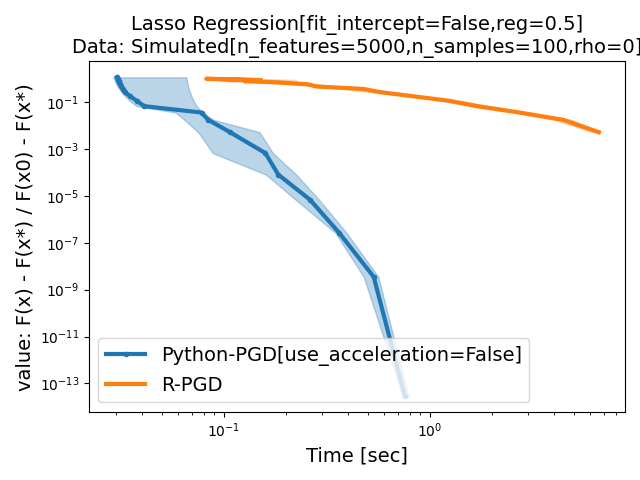 Lasso Regression[fit_intercept=False,reg=0.5]
Data: Simulated[n_features=5000,n_samples=100,rho=0]
value: F(x) - F(x*) / F(x0) - F(x*)
10⁻¹
10⁻³
10⁻⁵
10⁻⁷
10⁻⁹
10⁻¹¹
10⁻¹³
Python-PGD[use_acceleration=False]
R-PGD
10⁻¹ 10⁰
Time [sec]